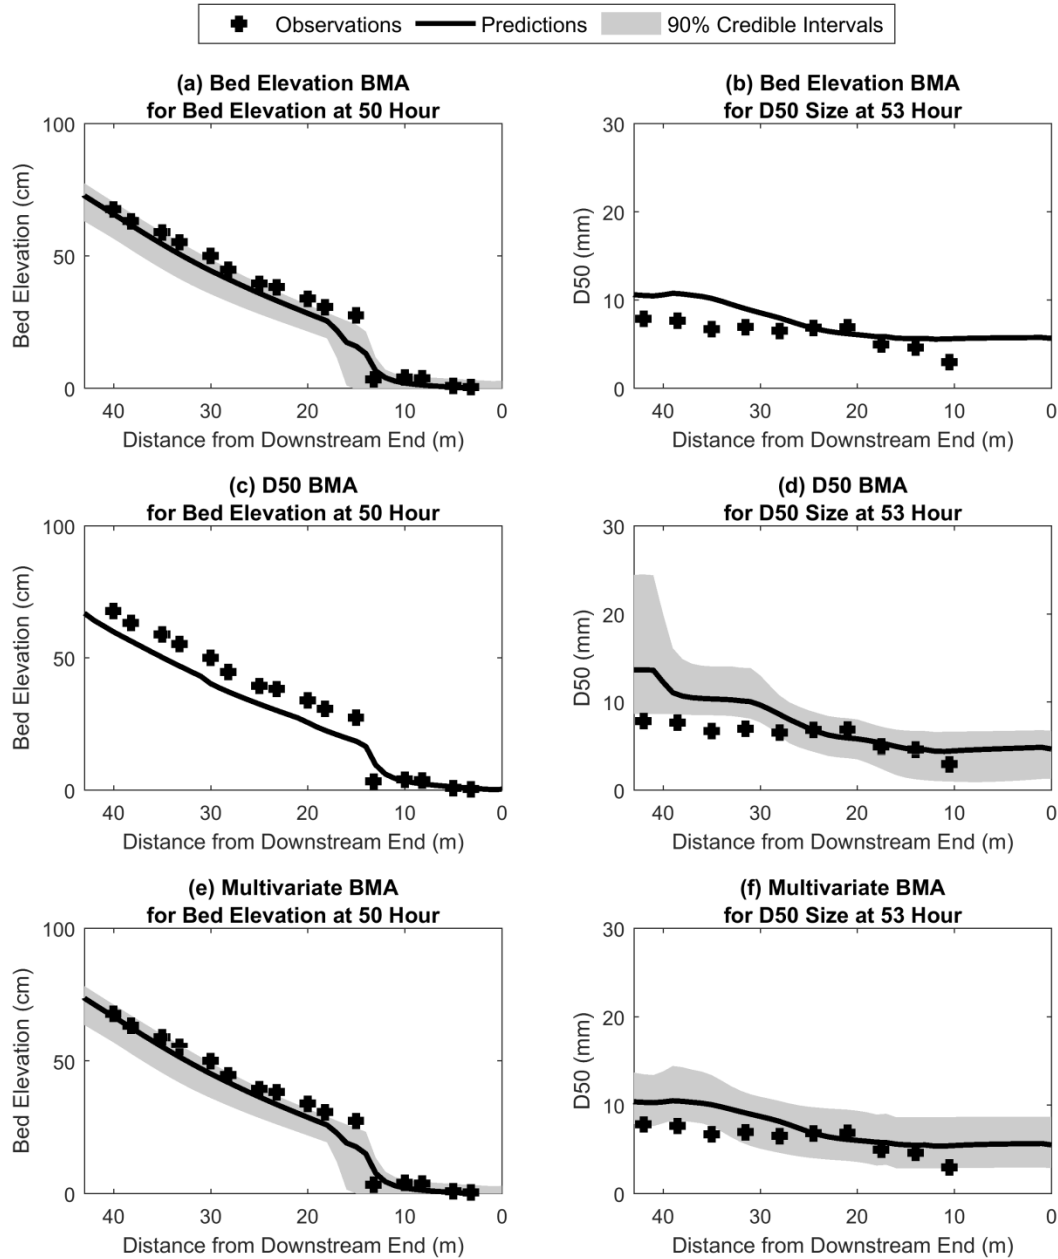 Observations Predictions 90% Credible Intervals
(a) Bed Elevation BMA
for Bed Elevation at 50 Hour
100
50
0
Bed Elevation (cm)
40 30 20 10 0
Distance from Downstream End (m)
(b) Bed Elevation BMA
for D50 Size at 53 Hour
30
20
10
0
D50 (mm)
40 30 20 10 0
Distance from Downstream End (m)
(c) D50 BMA
for Bed Elevation at 50 Hour
100
50
0
Bed Elevation (cm)
40 30 20 10 0
Distance from Downstream End (m)
(d) D50 BMA
for D50 Size at 53 Hour
30
20
10
0
D50 (mm)
40 30 20 10 0
Distance from Downstream End (m)
(e) Multivariate BMA
for Bed Elevation at 50 Hour
100
50
0
Bed Elevation (cm)
40 30 20 10 0
Distance from Downstream End (m)
(f) Multivariate BMA
for D50 Size at 53 Hour
30
20
10
0
D50 (mm)
40 30 20 10 0
Distance from Downstream End (m)